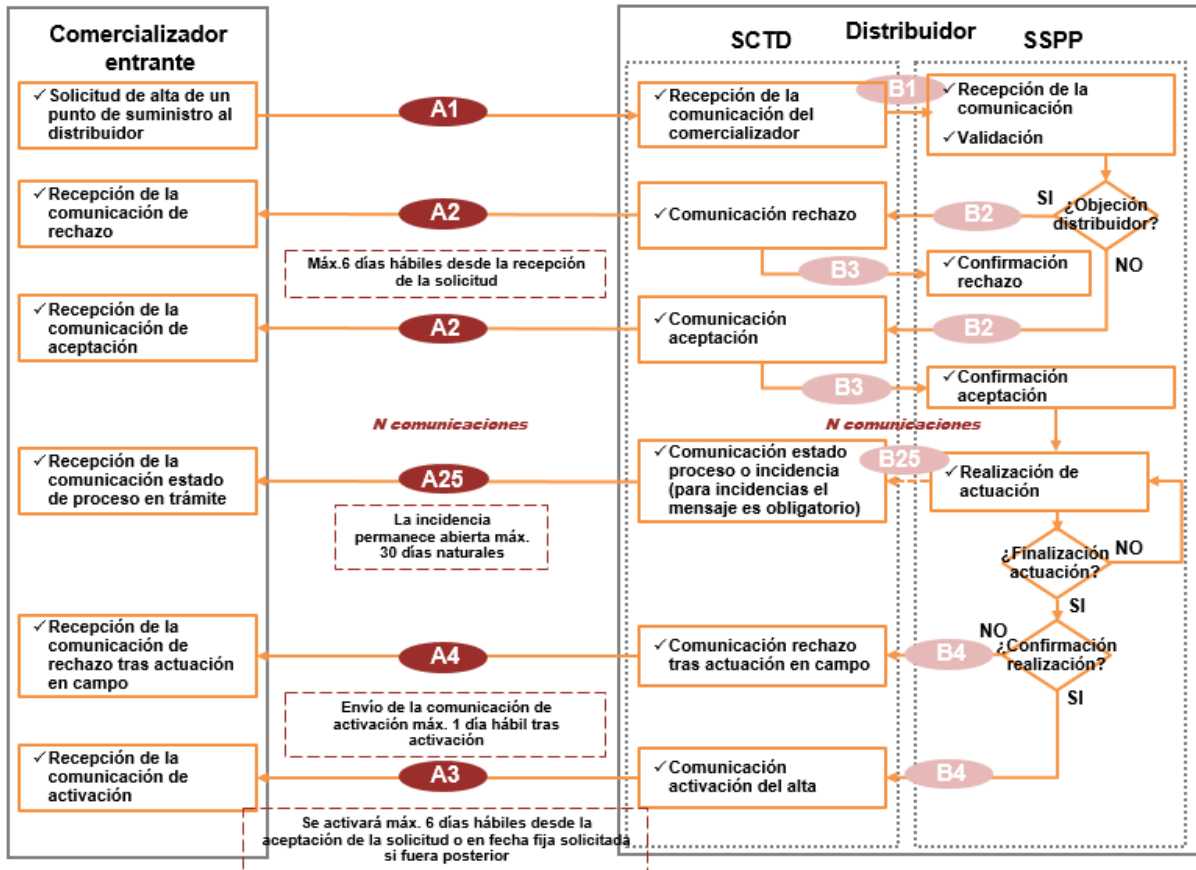 Comercializador
entrante
Distribuidor
SCTD
SSPP
✓ Solicitud de alta de un
punto de suministro al
distribuidor
A1
✓ Recepción de la
comunicación del
comercializador
B1
✓ Recepción de la
comunicación
✓ Validación
✓ Recepción de la
comunicación de
rechazo
A2
✓ Comunicación rechazo
B2
SI
¿Objeción
distribuidor?
NO
Máx.6 días hábiles desde la recepción
de la solicitud
B3
✓ Confirmación
rechazo
✓ Recepción de la
comunicación de
aceptación
A2
✓ Comunicación
aceptación
B2
B3
✓ Confirmación
aceptación
N comunicaciones
N comunicaciones
✓ Recepción de la
comunicación estado
de proceso en trámite
A25
✓ Comunicación estado
proceso o incidencia
(para incidencias el
mensaje es obligatorio)
B25
✓ Realización de
actuación
La incidencia
permanece abierta máx.
30 días naturales
¿Finalización
actuación?
NO
SI
✓ Recepción de la
comunicación de
rechazo tras actuación
en campo
A4
✓ Comunicación rechazo
tras actuación en campo
B4
NO
¿Confirmación
realización?
SI
Envío de la comunicación de
activación máx. 1 día hábil tras
activación
✓ Recepción de la
comunicación de
activación
A3
✓ Comunicación
activación del alta
B4
Se activará máx. 6 días hábiles desde la
aceptación de la solicitud o en fecha fija solicitada
si fuera posterior